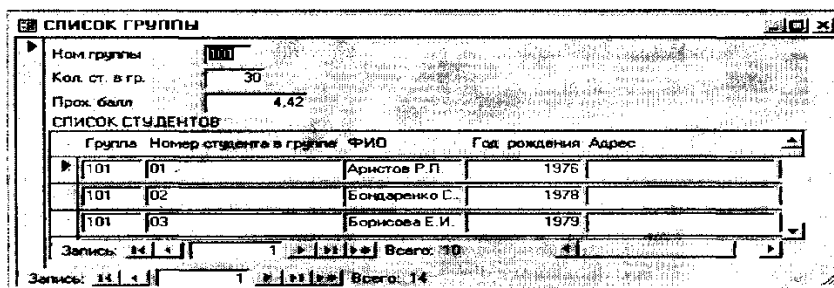 СПИСОК ГРУППЫ
Ном.группы 101
Кол. ст. в гр. 30
Прох. балл 4,42
СПИСОК СТУДЕНТОВ
Группа Номер студента в группе ФИО Год рождения Адрес
101 01 Аристов Р.П. 1976
101 02 Бондаренко С. 1978
101 03 Борисова Е.И. 1979
Запись: 1 Всего: 10
Запись: 1 Всего: 14